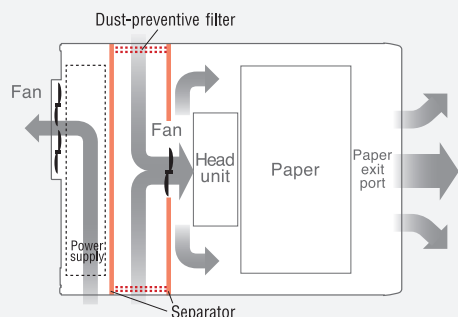 Dust-preventive filter
Fan
Fan
Head
unit
Paper
Paper
exit
port
Power
supply
Separator